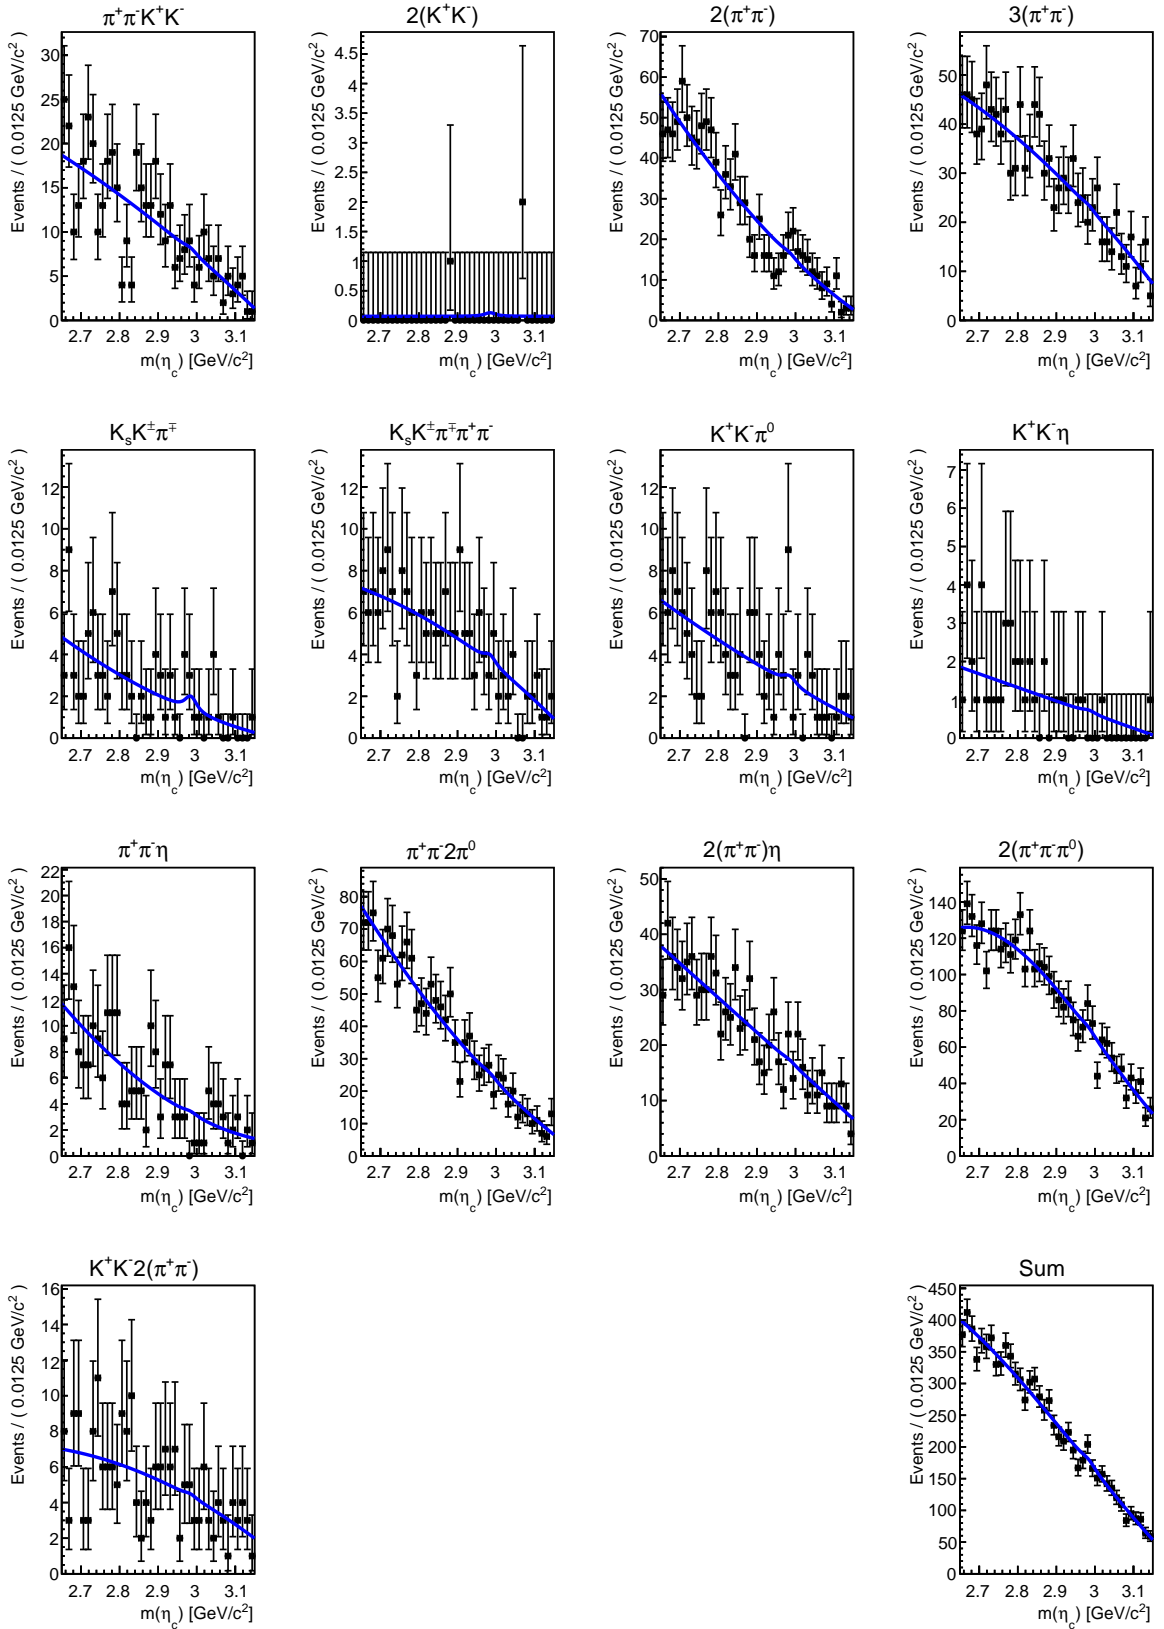 π⁺π⁻K⁺K⁻
Events / ( 0.0125 GeV/c² )
30
25
20
15
10
5
0
2.7 2.8 2.9 3 3.1
m(η_c) [GeV/c²]
2(K⁺K⁻)
Events / ( 0.0125 GeV/c² )
4.5
4
3.5
3
2.5
2
1.5
1
0.5
0
2.7 2.8 2.9 3 3.1
m(η_c) [GeV/c²]
2(π⁺π⁻)
Events / ( 0.0125 GeV/c² )
70
60
50
40
30
20
10
0
2.7 2.8 2.9 3 3.1
m(η_c) [GeV/c²]
3(π⁺π⁻)
Events / ( 0.0125 GeV/c² )
50
40
30
20
10
0
2.7 2.8 2.9 3 3.1
m(η_c) [GeV/c²]
K_sK^±π^∓
Events / ( 0.0125 GeV/c² )
12
10
8
6
4
2
0
2.7 2.8 2.9 3 3.1
m(η_c) [GeV/c²]
K_sK^±π^∓π⁺π⁻
Events / ( 0.0125 GeV/c² )
12
10
8
6
4
2
0
2.7 2.8 2.9 3 3.1
m(η_c) [GeV/c²]
K⁺K⁻π⁰
Events / ( 0.0125 GeV/c² )
12
10
8
6
4
2
0
2.7 2.8 2.9 3 3.1
m(η_c) [GeV/c²]
K⁺K⁻η
Events / ( 0.0125 GeV/c² )
7
6
5
4
3
2
1
0
2.7 2.8 2.9 3 3.1
m(η_c) [GeV/c²]
π⁺π⁻η
Events / ( 0.0125 GeV/c² )
22
20
18
16
14
12
10
8
6
4
2
0
2.7 2.8 2.9 3 3.1
m(η_c) [GeV/c²]
π⁺π⁻2π⁰
Events / ( 0.0125 GeV/c² )
80
70
60
50
40
30
20
10
0
2.7 2.8 2.9 3 3.1
m(η_c) [GeV/c²]
2(π⁺π⁻)η
Events / ( 0.0125 GeV/c² )
50
40
30
20
10
0
2.7 2.8 2.9 3 3.1
m(η_c) [GeV/c²]
2(π⁺π⁻π⁰)
Events / ( 0.0125 GeV/c² )
140
120
100
80
60
40
20
0
2.7 2.8 2.9 3 3.1
m(η_c) [GeV/c²]
K⁺K⁻2(π⁺π⁻)
Events / ( 0.0125 GeV/c² )
16
14
12
10
8
6
4
2
0
2.7 2.8 2.9 3 3.1
m(η_c) [GeV/c²]
Sum
Events / ( 0.0125 GeV/c² )
450
400
350
300
250
200
150
100
50
0
2.7 2.8 2.9 3 3.1
m(η_c) [GeV/c²]